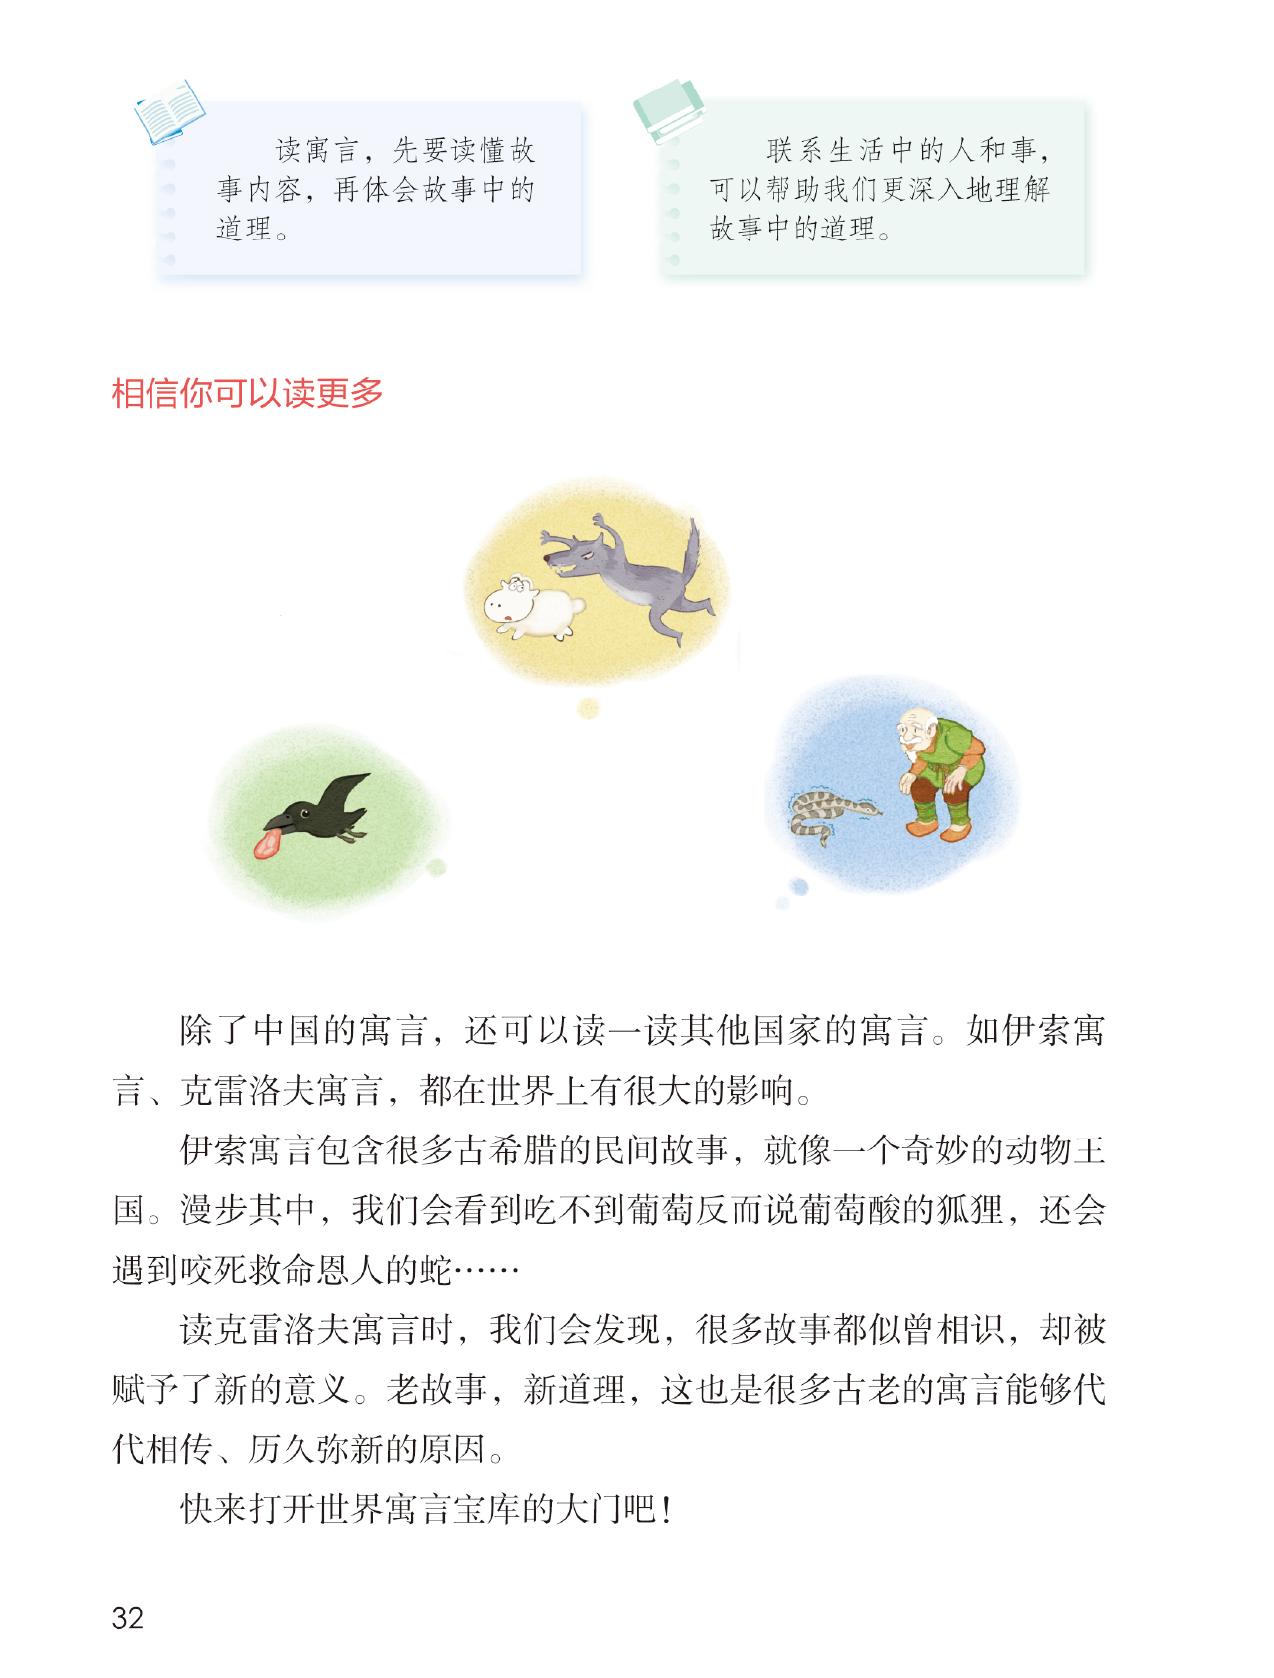 读寓言，先要读懂故
事内容，再体会故事中的
道理。
联系生活中的人和事，
可以帮助我们更深入地理解
故事中的道理。
相信你可以读更多
除了中国的寓言，还可以读一读其他国家的寓言。如伊索寓
言、克雷洛夫寓言，都在世界上有很大的影响。
伊索寓言包含很多古希腊的民间故事，就像一个奇妙的动物王
国。漫步其中，我们会看到吃不到葡萄反而说葡萄酸的狐狸，还会
遇到咬死救命恩人的蛇……
读克雷洛夫寓言时，我们会发现，很多故事都似曾相识，却被
赋予了新的意义。老故事，新道理，这也是很多古老的寓言能够代
代相传、历久弥新的原因。
快来打开世界寓言宝库的大门吧！
32